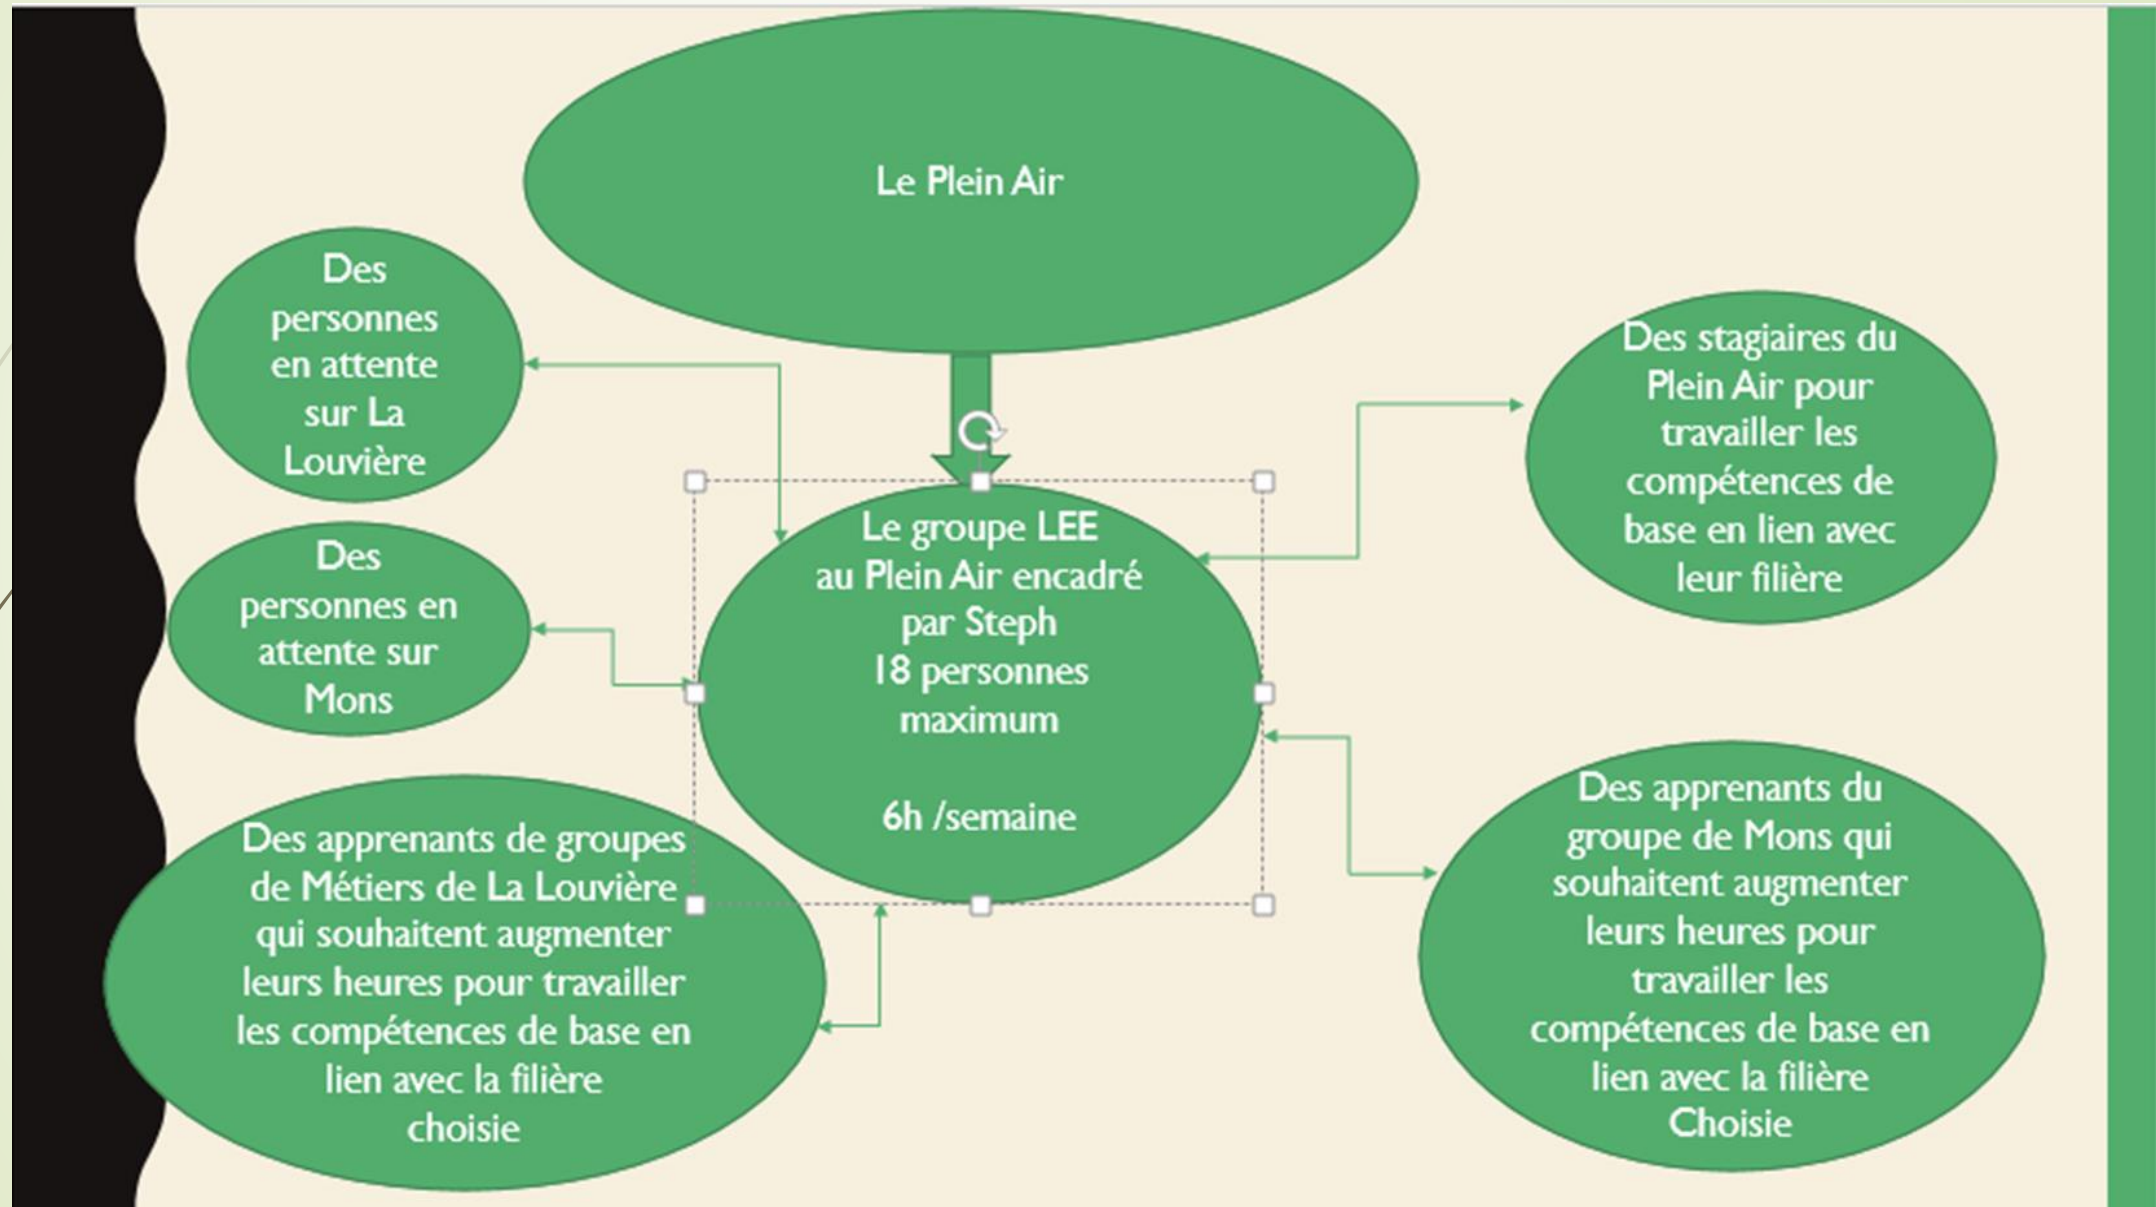 Le Plein Air
Des
personnes
en attente
sur La
Louvière
Des stagiaires du
Plein Air pour
travailler les
compétences de
base en lien avec
leur filière
Le groupe LEE
au Plein Air encadré
par Steph
18 personnes
maximum
6h /semaine
Des
personnes en
attente sur
Mons
Des apprenants de groupes
de Métiers de La Louvière
qui souhaitent augmenter
leurs heures pour travailler
les compétences de base en
lien avec la filière
choisie
Des apprenants du
groupe de Mons qui
souhaitent augmenter
leurs heures pour
travailler les
compétences de base en
lien avec la filière
Choisie